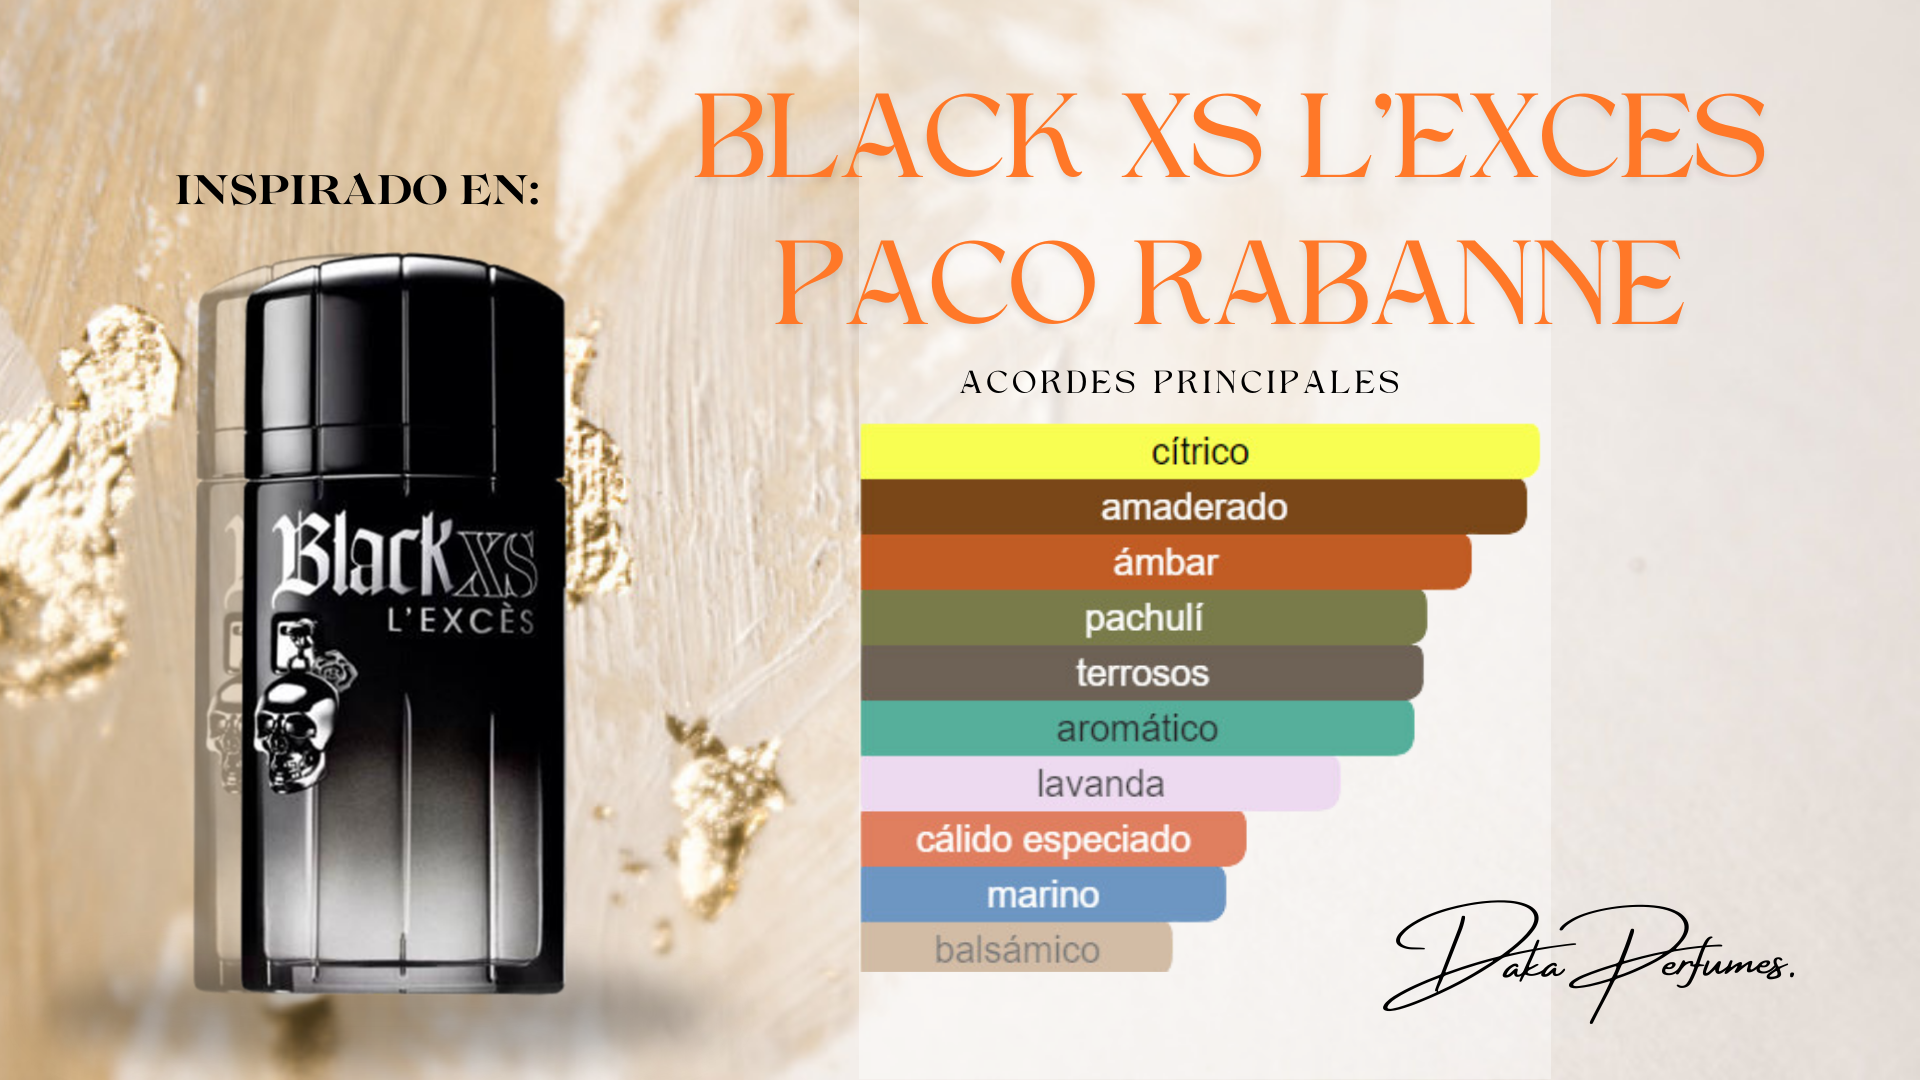 INSPIRADO EN:
BLACK XS L'EXCES
PACO RABANNE
ACORDES PRINCIPALES
cítrico
amaderado
ámbar
pachulí
terrosos
aromático
lavanda
cálido especiado
marino
balsámico
Black XS
L'EXCÈS
Daka Perfumes.